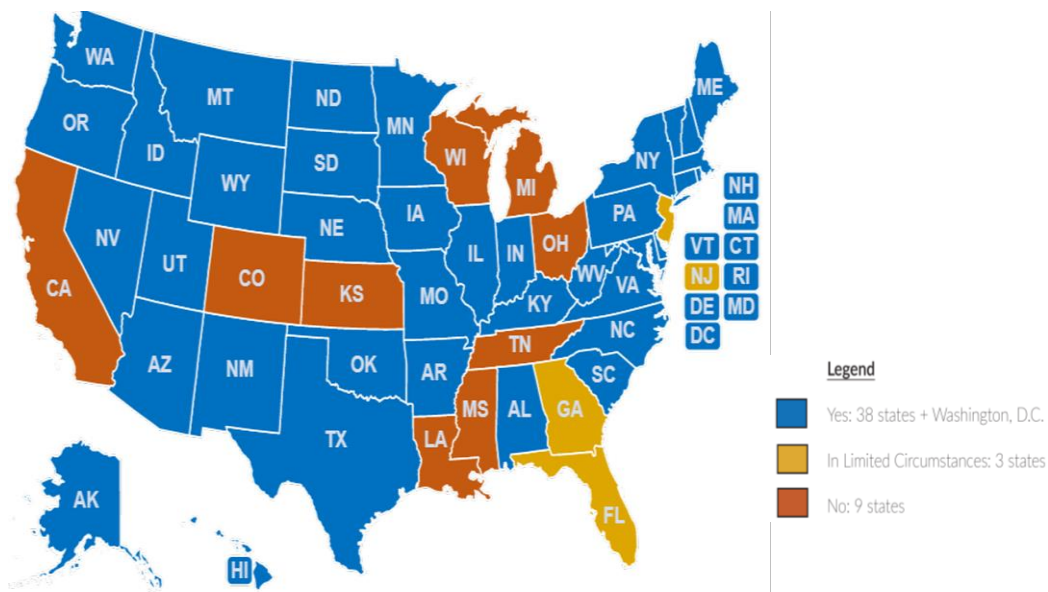 WA
MT
ND
MN
ME
OR
ID
SD
WI
NY
WY
MI
IA
NE
PA
NH
MA
NV
UT
CO
IL
IN
OH
VT
CT
CA
KS
MO
WV
VA
NJ
RI
KY
DE
MD
NC
DC
TN
AZ
NM
OK
AR
SC
MS
AL
GA
TX
LA
AK
FL
HI
Legend
Yes: 38 states + Washington, D.C.
In Limited Circumstances: 3 states
No: 9 states